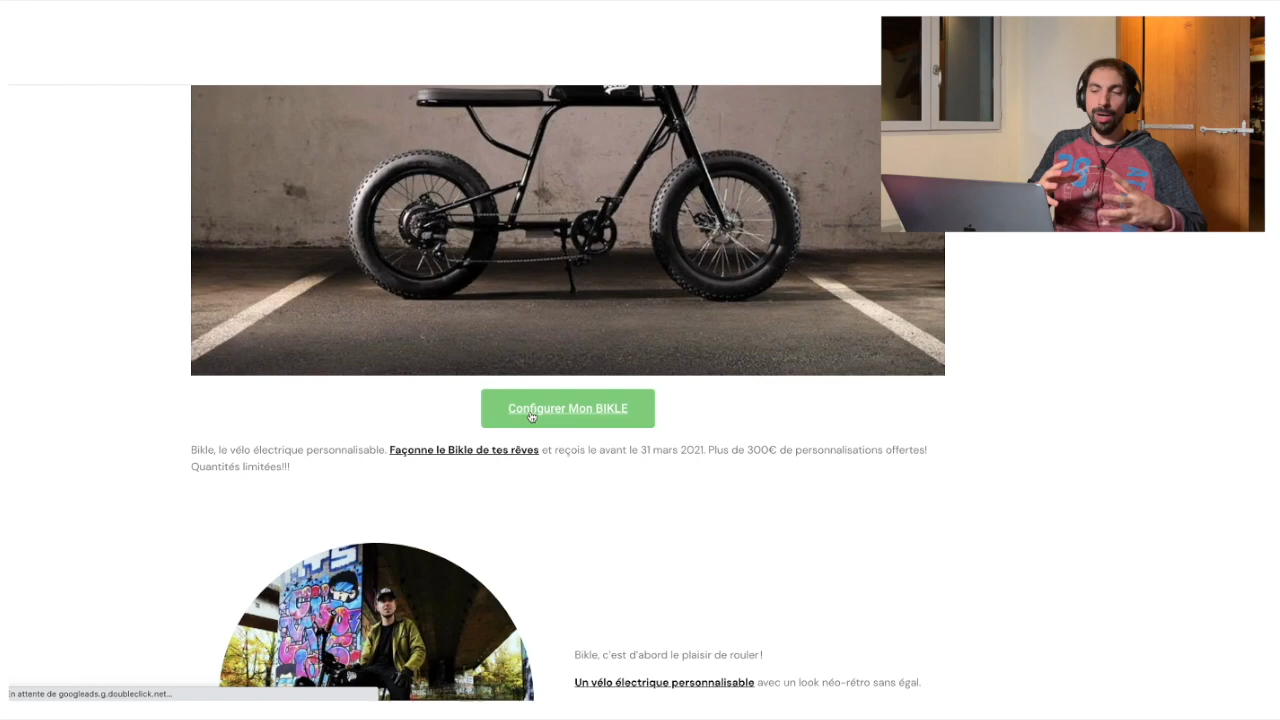 Configurer Mon BIKLE
Bikle, le vélo électrique personnalisable. Façonne le Bikle de tes rêves et reçois le avant le 31 mars 2021. Plus de 300€ de personnalisations offertes!
Quantités limitées!!!
Bikle, c'est d'abord le plaisir de rouler!
Un vélo électrique personnalisable avec un look néo-rétro sans égal.
En attente de googleads.g.doubleclick.net...